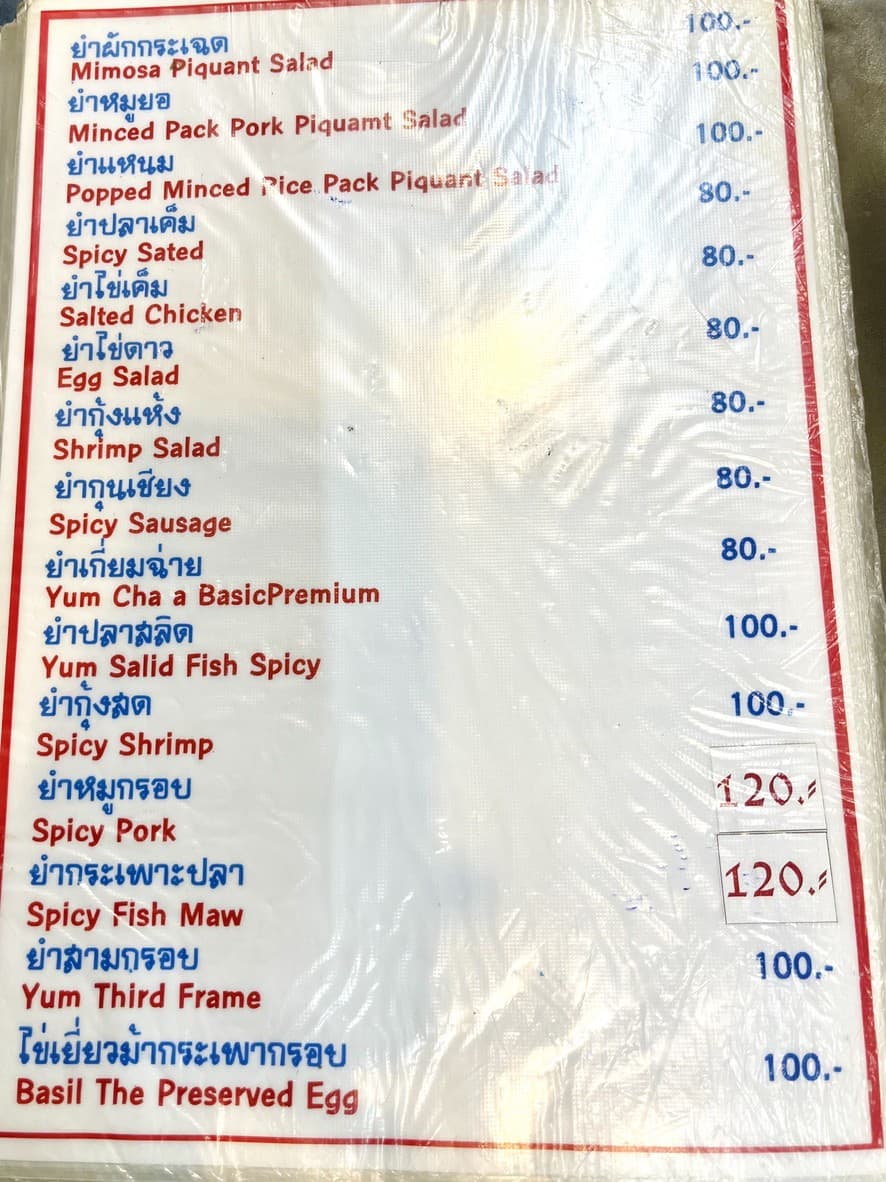 ยำผักกระเฉด 100.-
Mimosa Piquant Salad
ยำหมูยอ 100.-
Minced Pack Pork Piquamt Salad
ยำแหนม 100.-
Popped Minced Rice Pack Piquant Salad
ยำปลาเค็ม 80.-
Spicy Sated
ยำไข่เค็ม 80.-
Salted Chicken
ยำไข่ดาว 80.-
Egg Salad
ยำกุ้งแห้ง 80.-
Shrimp Salad
ยำกุนเชียง 80.-
Spicy Sausage
ยำเกี่ยมฉ่าย 80.-
Yum Cha a BasicPremium
ยำปลาสลิด 100.-
Yum Salid Fish Spicy
ยำกุ้งสด 100.-
Spicy Shrimp
ยำหมูกรอบ 120.-
Spicy Pork
ยำกระเพาะปลา 120.-
Spicy Fish Maw
ยำสามกรอบ 100.-
Yum Third Frame
ไข่เยี่ยวม้ากระเพากรอบ 100.-
Basil The Preserved Egg